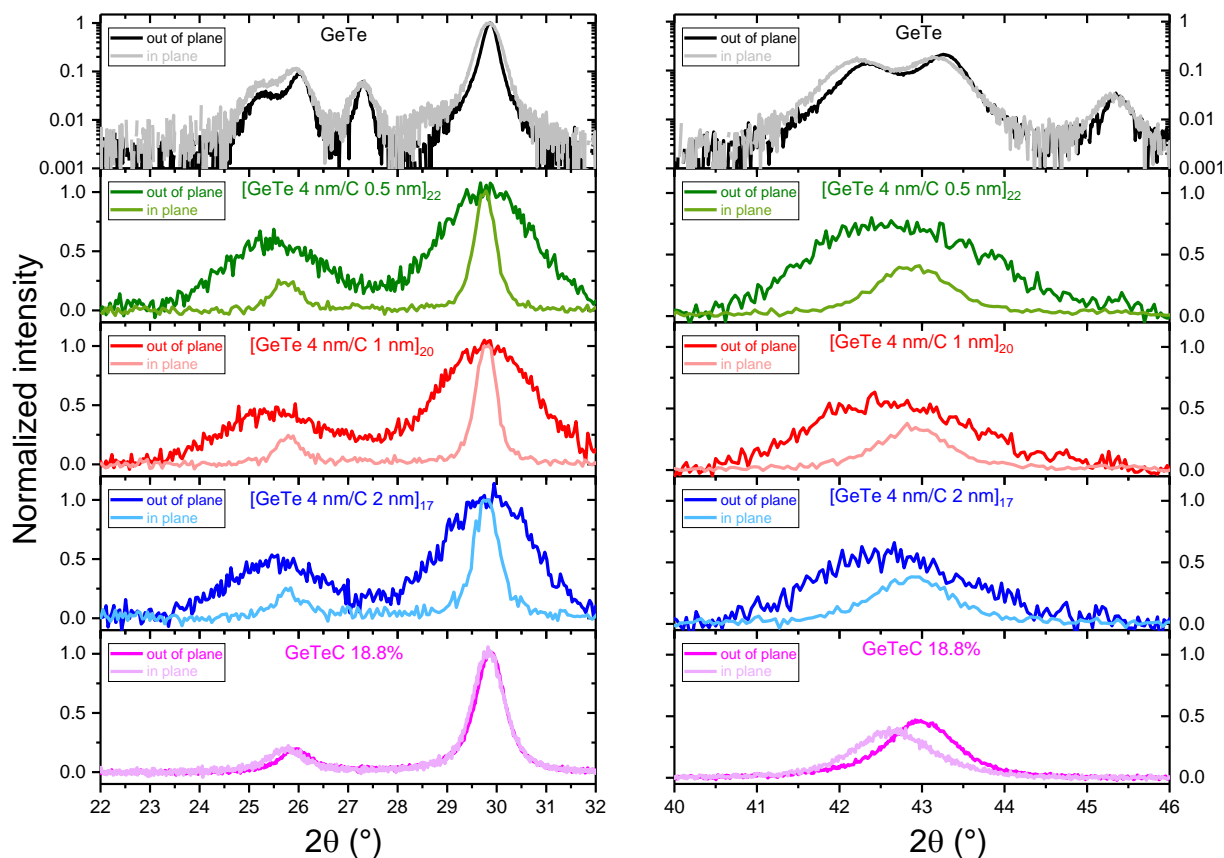 Normalized intensity
out of plane
in plane
GeTe
1
0.1
0.01
0.001
out of plane
in plane
[GeTe 4 nm/C 0.5 nm]22
1.0
0.5
0.0
out of plane
in plane
[GeTe 4 nm/C 1 nm]20
1.0
0.5
0.0
out of plane
in plane
[GeTe 4 nm/C 2 nm]17
1.0
0.5
0.0
out of plane
in plane
GeTeC 18.8%
1.0
0.5
0.0
22 23 24 25 26 27 28 29 30 31 32
2θ (°)
out of plane
in plane
GeTe
1
0.1
0.01
0.001
out of plane
in plane
[GeTe 4 nm/C 0.5 nm]22
1.0
0.5
0.0
out of plane
in plane
[GeTe 4 nm/C 1 nm]20
1.0
0.5
0.0
out of plane
in plane
[GeTe 4 nm/C 2 nm]17
1.0
0.5
0.0
out of plane
in plane
GeTeC 18.8%
1.0
0.5
0.0
40 41 42 43 44 45 46
2θ (°)